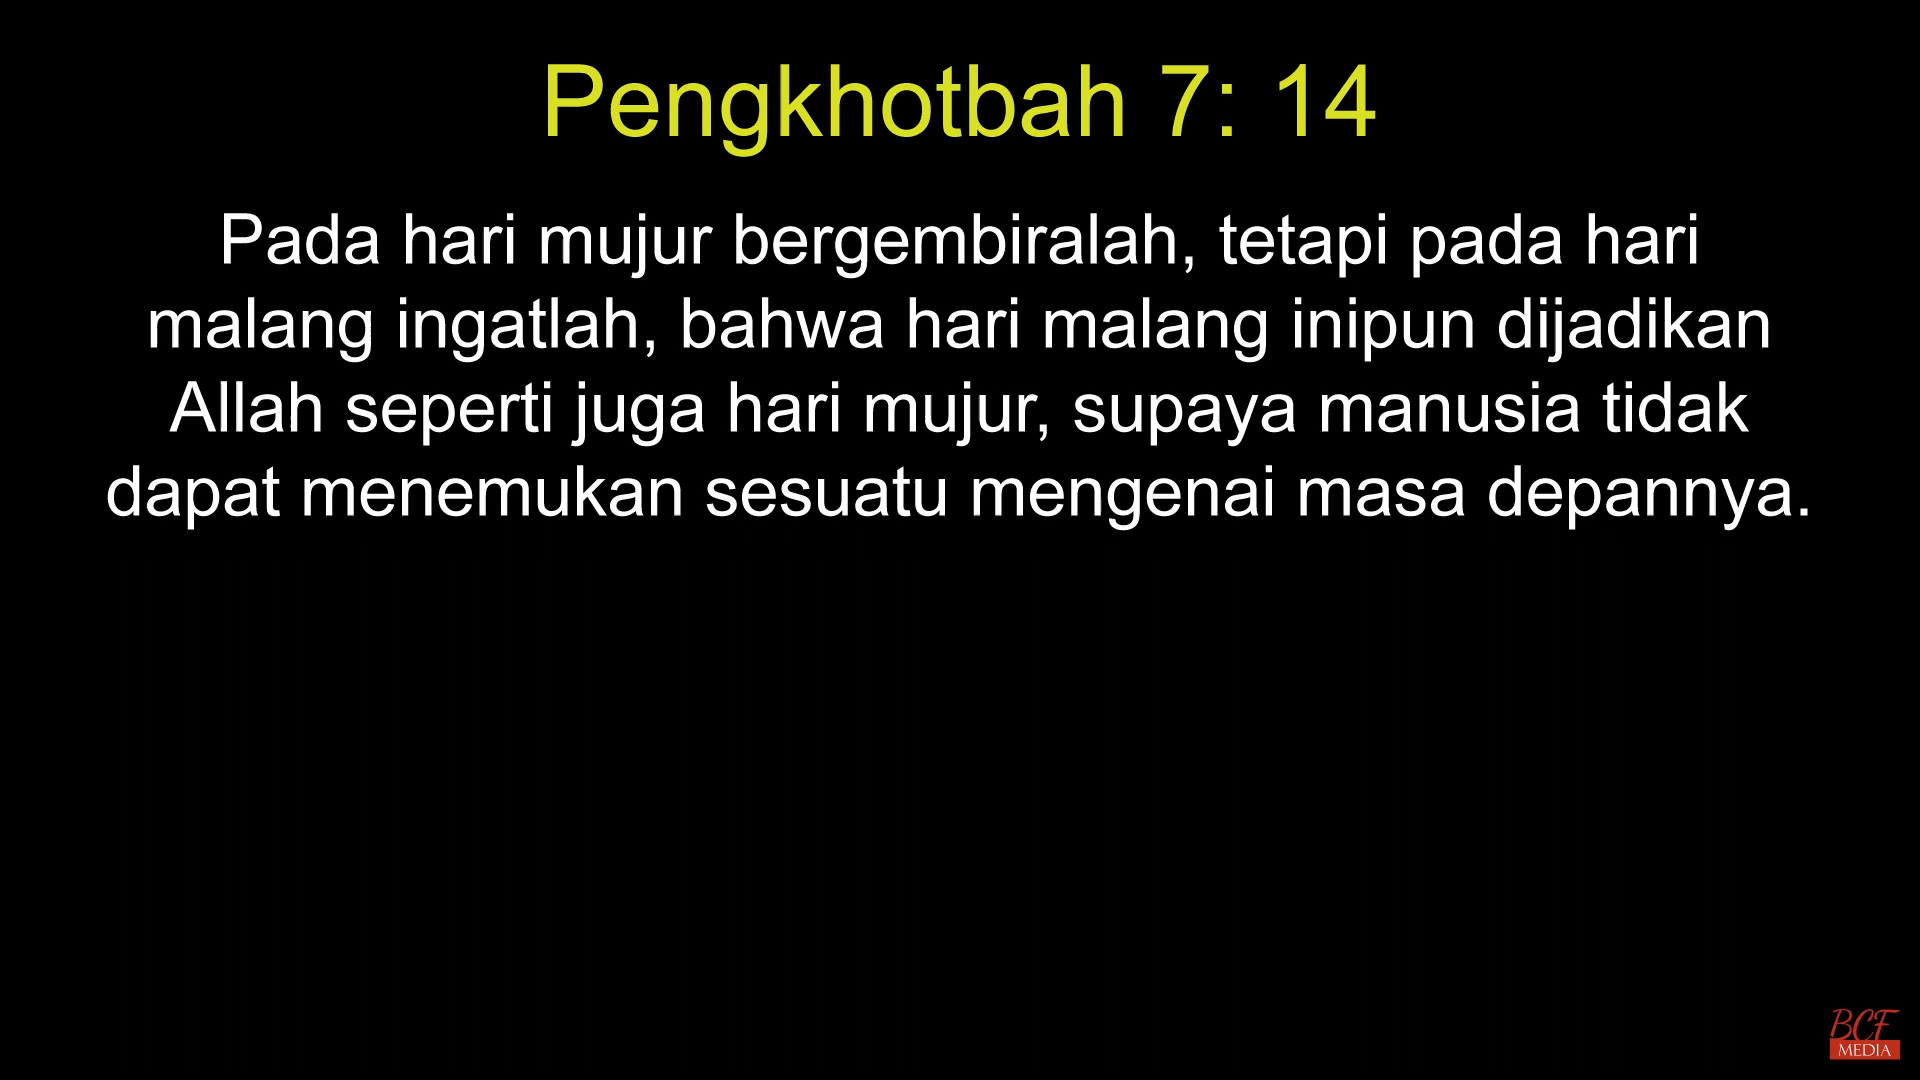 Pengkhotbah 7: 14
Pada hari mujur bergembiralah, tetapi pada hari
malang ingatlah, bahwa hari malang inipun dijadikan
Allah seperti juga hari mujur, supaya manusia tidak
dapat menemukan sesuatu mengenai masa depannya.
BCF
MEDIA